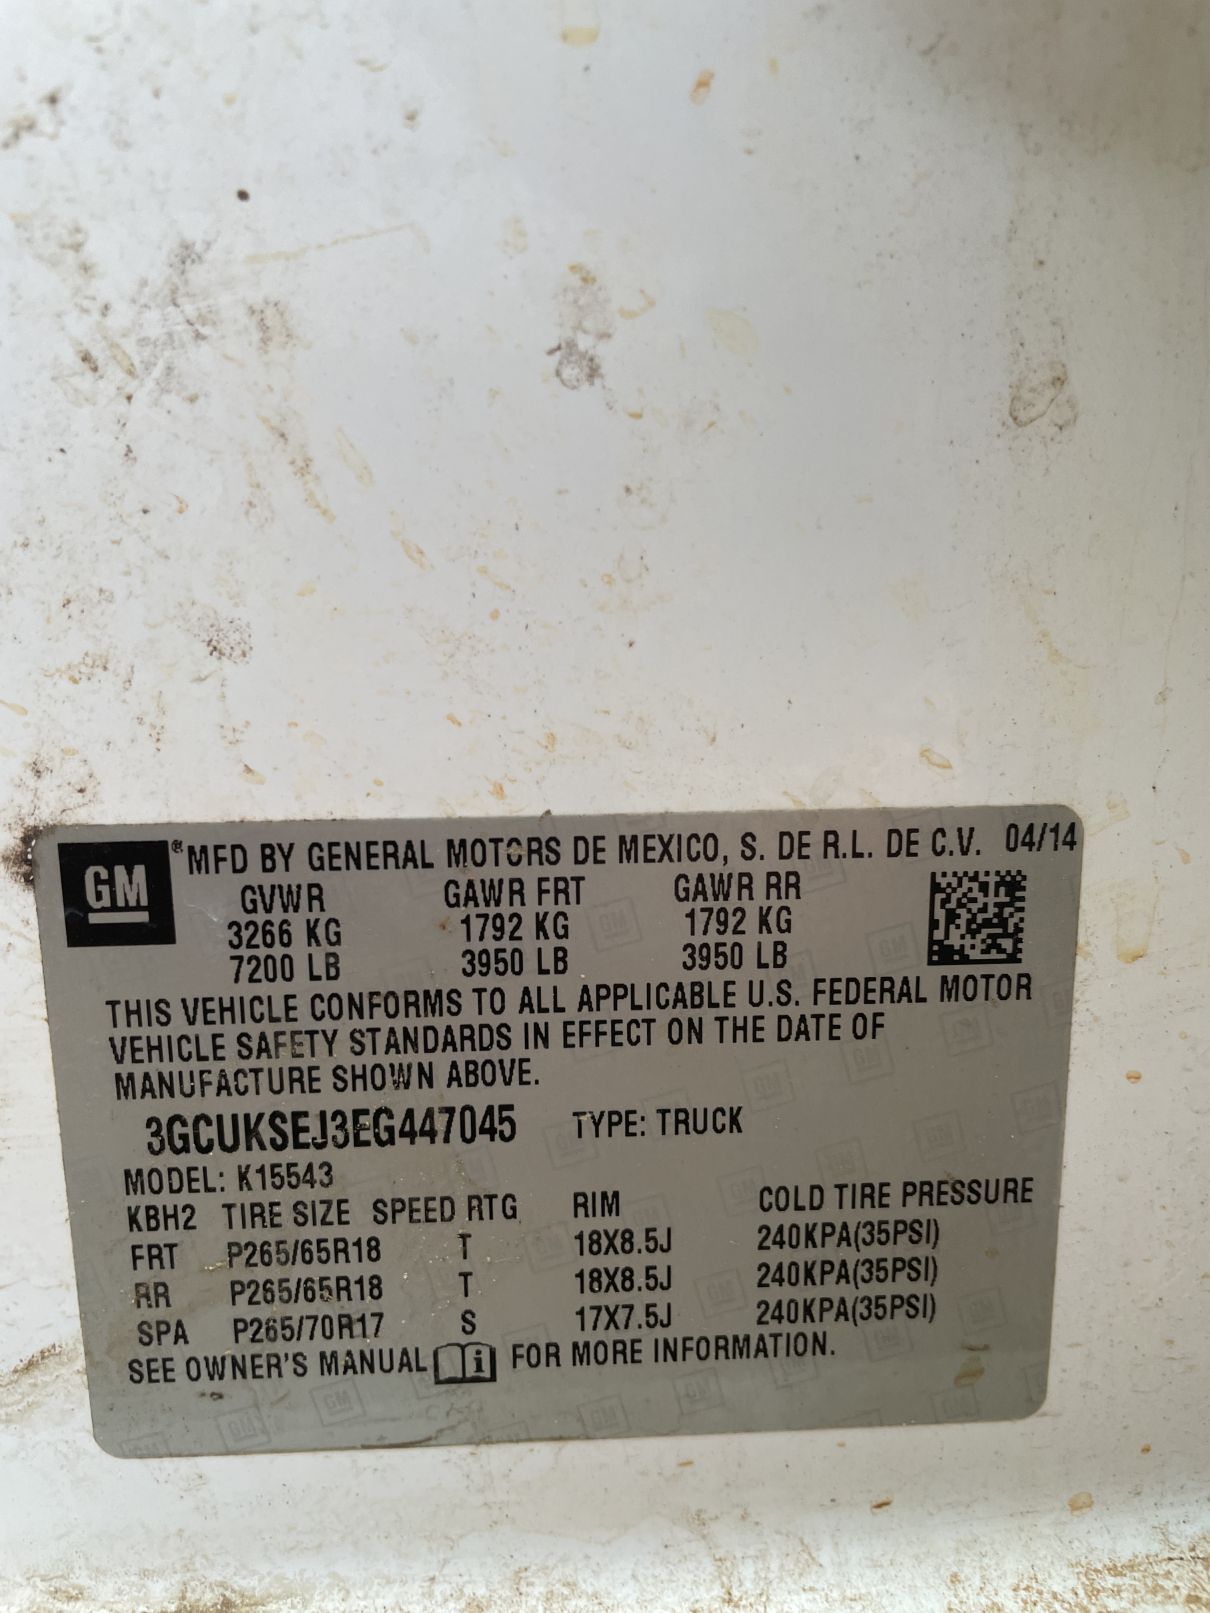 GM ® MFD BY GENERAL MOTORS DE MEXICO, S. DE R.L. DE C.V. 04/14
GVWR GAWR FRT GAWR RR
3266 KG 1792 KG 1792 KG
7200 LB 3950 LB 3950 LB
THIS VEHICLE CONFORMS TO ALL APPLICABLE U.S. FEDERAL MOTOR
VEHICLE SAFETY STANDARDS IN EFFECT ON THE DATE OF
MANUFACTURE SHOWN ABOVE.
3GCUKSEJ3EG447045 TYPE: TRUCK
MODEL: K15543
KBH2 TIRE SIZE SPEED RTG RIM COLD TIRE PRESSURE
FRT P265/65R18 T 18X8.5J 240KPA(35PSI)
RR P265/65R18 T 18X8.5J 240KPA(35PSI)
SPA P265/70R17 S 17X7.5J 240KPA(35PSI)
SEE OWNER'S MANUAL i FOR MORE INFORMATION.